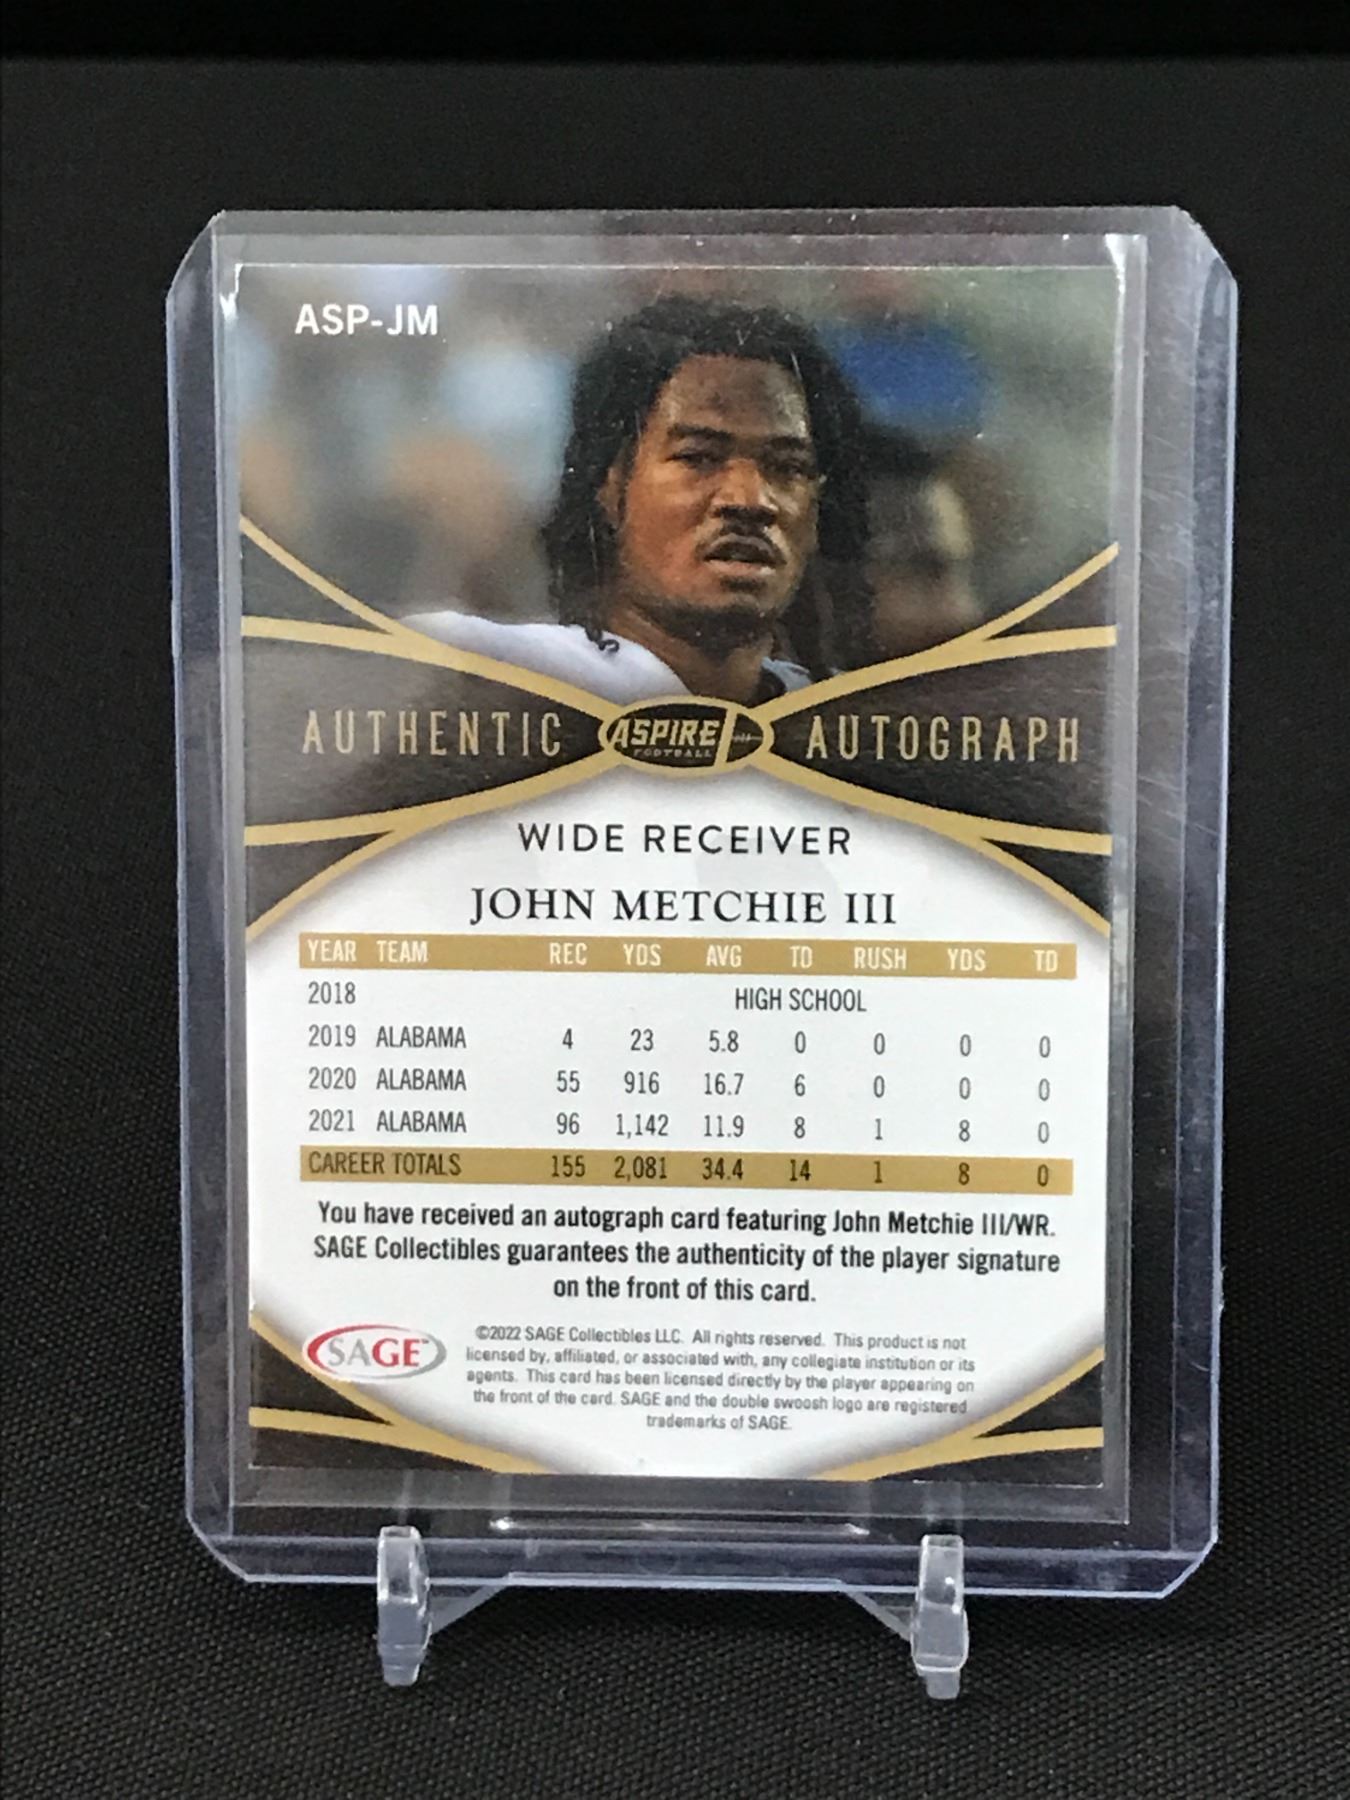 ASP-JM
AUTHENTIC ASPIRE FOOTBALL AUTOGRAPH
WIDE RECEIVER
JOHN METCHIE III
YEAR TEAM REC YDS AVG TD RUSH YDS TD
2018 HIGH SCHOOL
2019 ALABAMA 4 23 5.8 0 0 0 0
2020 ALABAMA 55 916 16.7 6 0 0 0
2021 ALABAMA 96 1,142 11.9 8 1 8 0
CAREER TOTALS 155 2,081 34.4 14 1 8 0
You have received an autograph card featuring John Metchie III/WR.
SAGE Collectibles guarantees the authenticity of the player signature
on the front of this card.
SAGE™
©2022 SAGE Collectibles LLC. All rights reserved. This product is not
licensed by, affiliated, or associated with, any collegiate institution or its
agents. This card has been licensed directly by the player appearing on
the front of the card. SAGE and the double swoosh logo are registered
trademarks of SAGE.